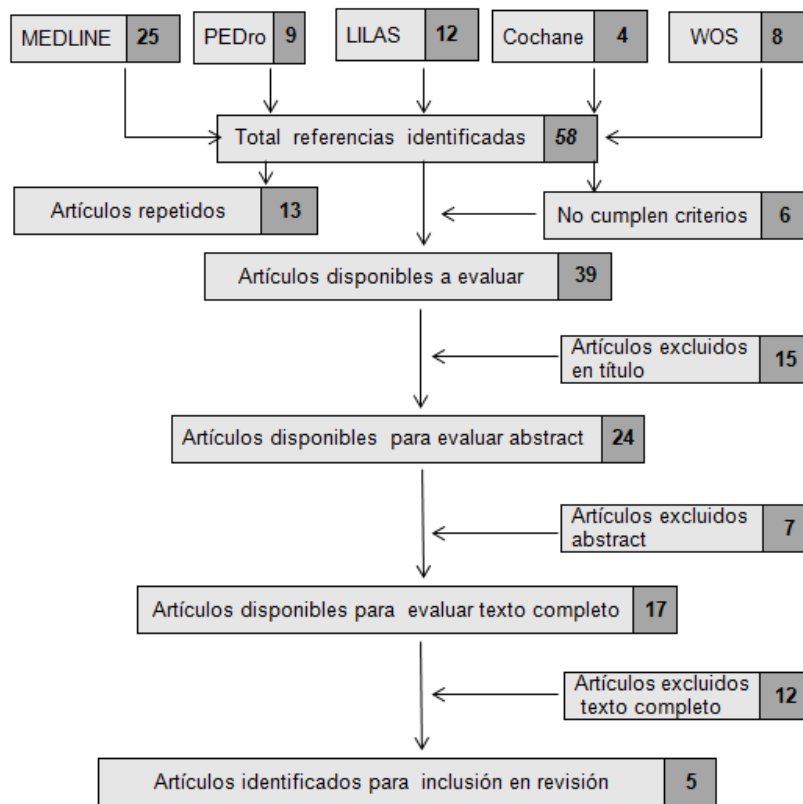 MEDLINE 25
PEDro 9
LILAS 12
Cochane 4
WOS 8
Total referencias identificadas 58
Artículos repetidos 13
No cumplen criterios 6
Artículos disponibles a evaluar 39
Artículos excluidos
en título 15
Artículos disponibles para evaluar abstract 24
Artículos excluidos
abstract 7
Artículos disponibles para evaluar texto completo 17
Artículos excluidos
texto completo 12
Artículos identificados para inclusión en revisión 5